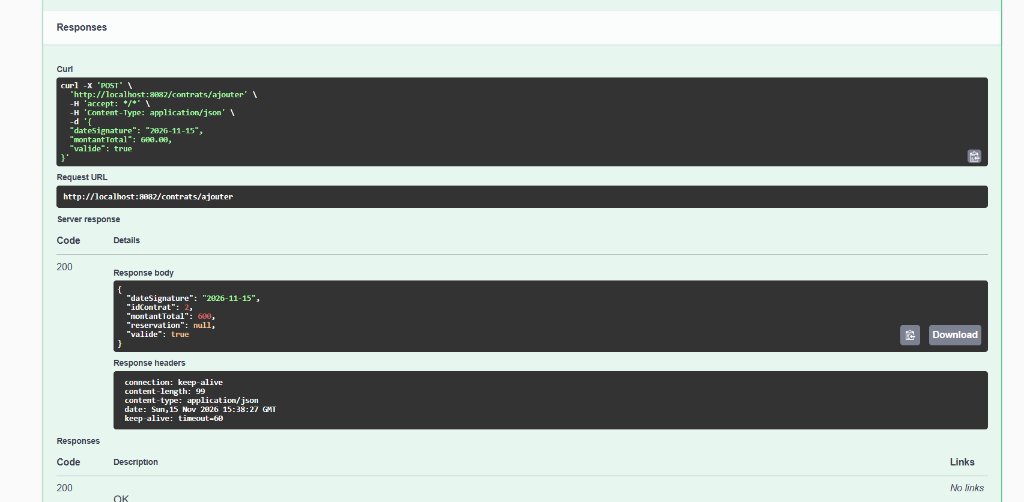 Responses
Curl
curl -X 'POST' \
'http://localhost:8082/contrats/ajouter' \
-H 'accept: */*' \
-H 'Content-Type: application/json' \
-d '{
"dateSignature": "2026-11-15",
"montantTotal": 600.00,
"valide": true
}'
Request URL
http://localhost:8082/contrats/ajouter
Server response
Code Details
200
Response body
{
"dateSignature": "2026-11-15",
"idContrat": 2,
"montantTotal": 600,
"reservation": null,
"valide": true
}
Download
Response headers
connection: keep-alive
content-length: 99
content-type: application/json
date: Sun,15 Nov 2026 15:38:27 GMT
keep-alive: timeout=60
Responses
Code Description Links
200 No links
OK